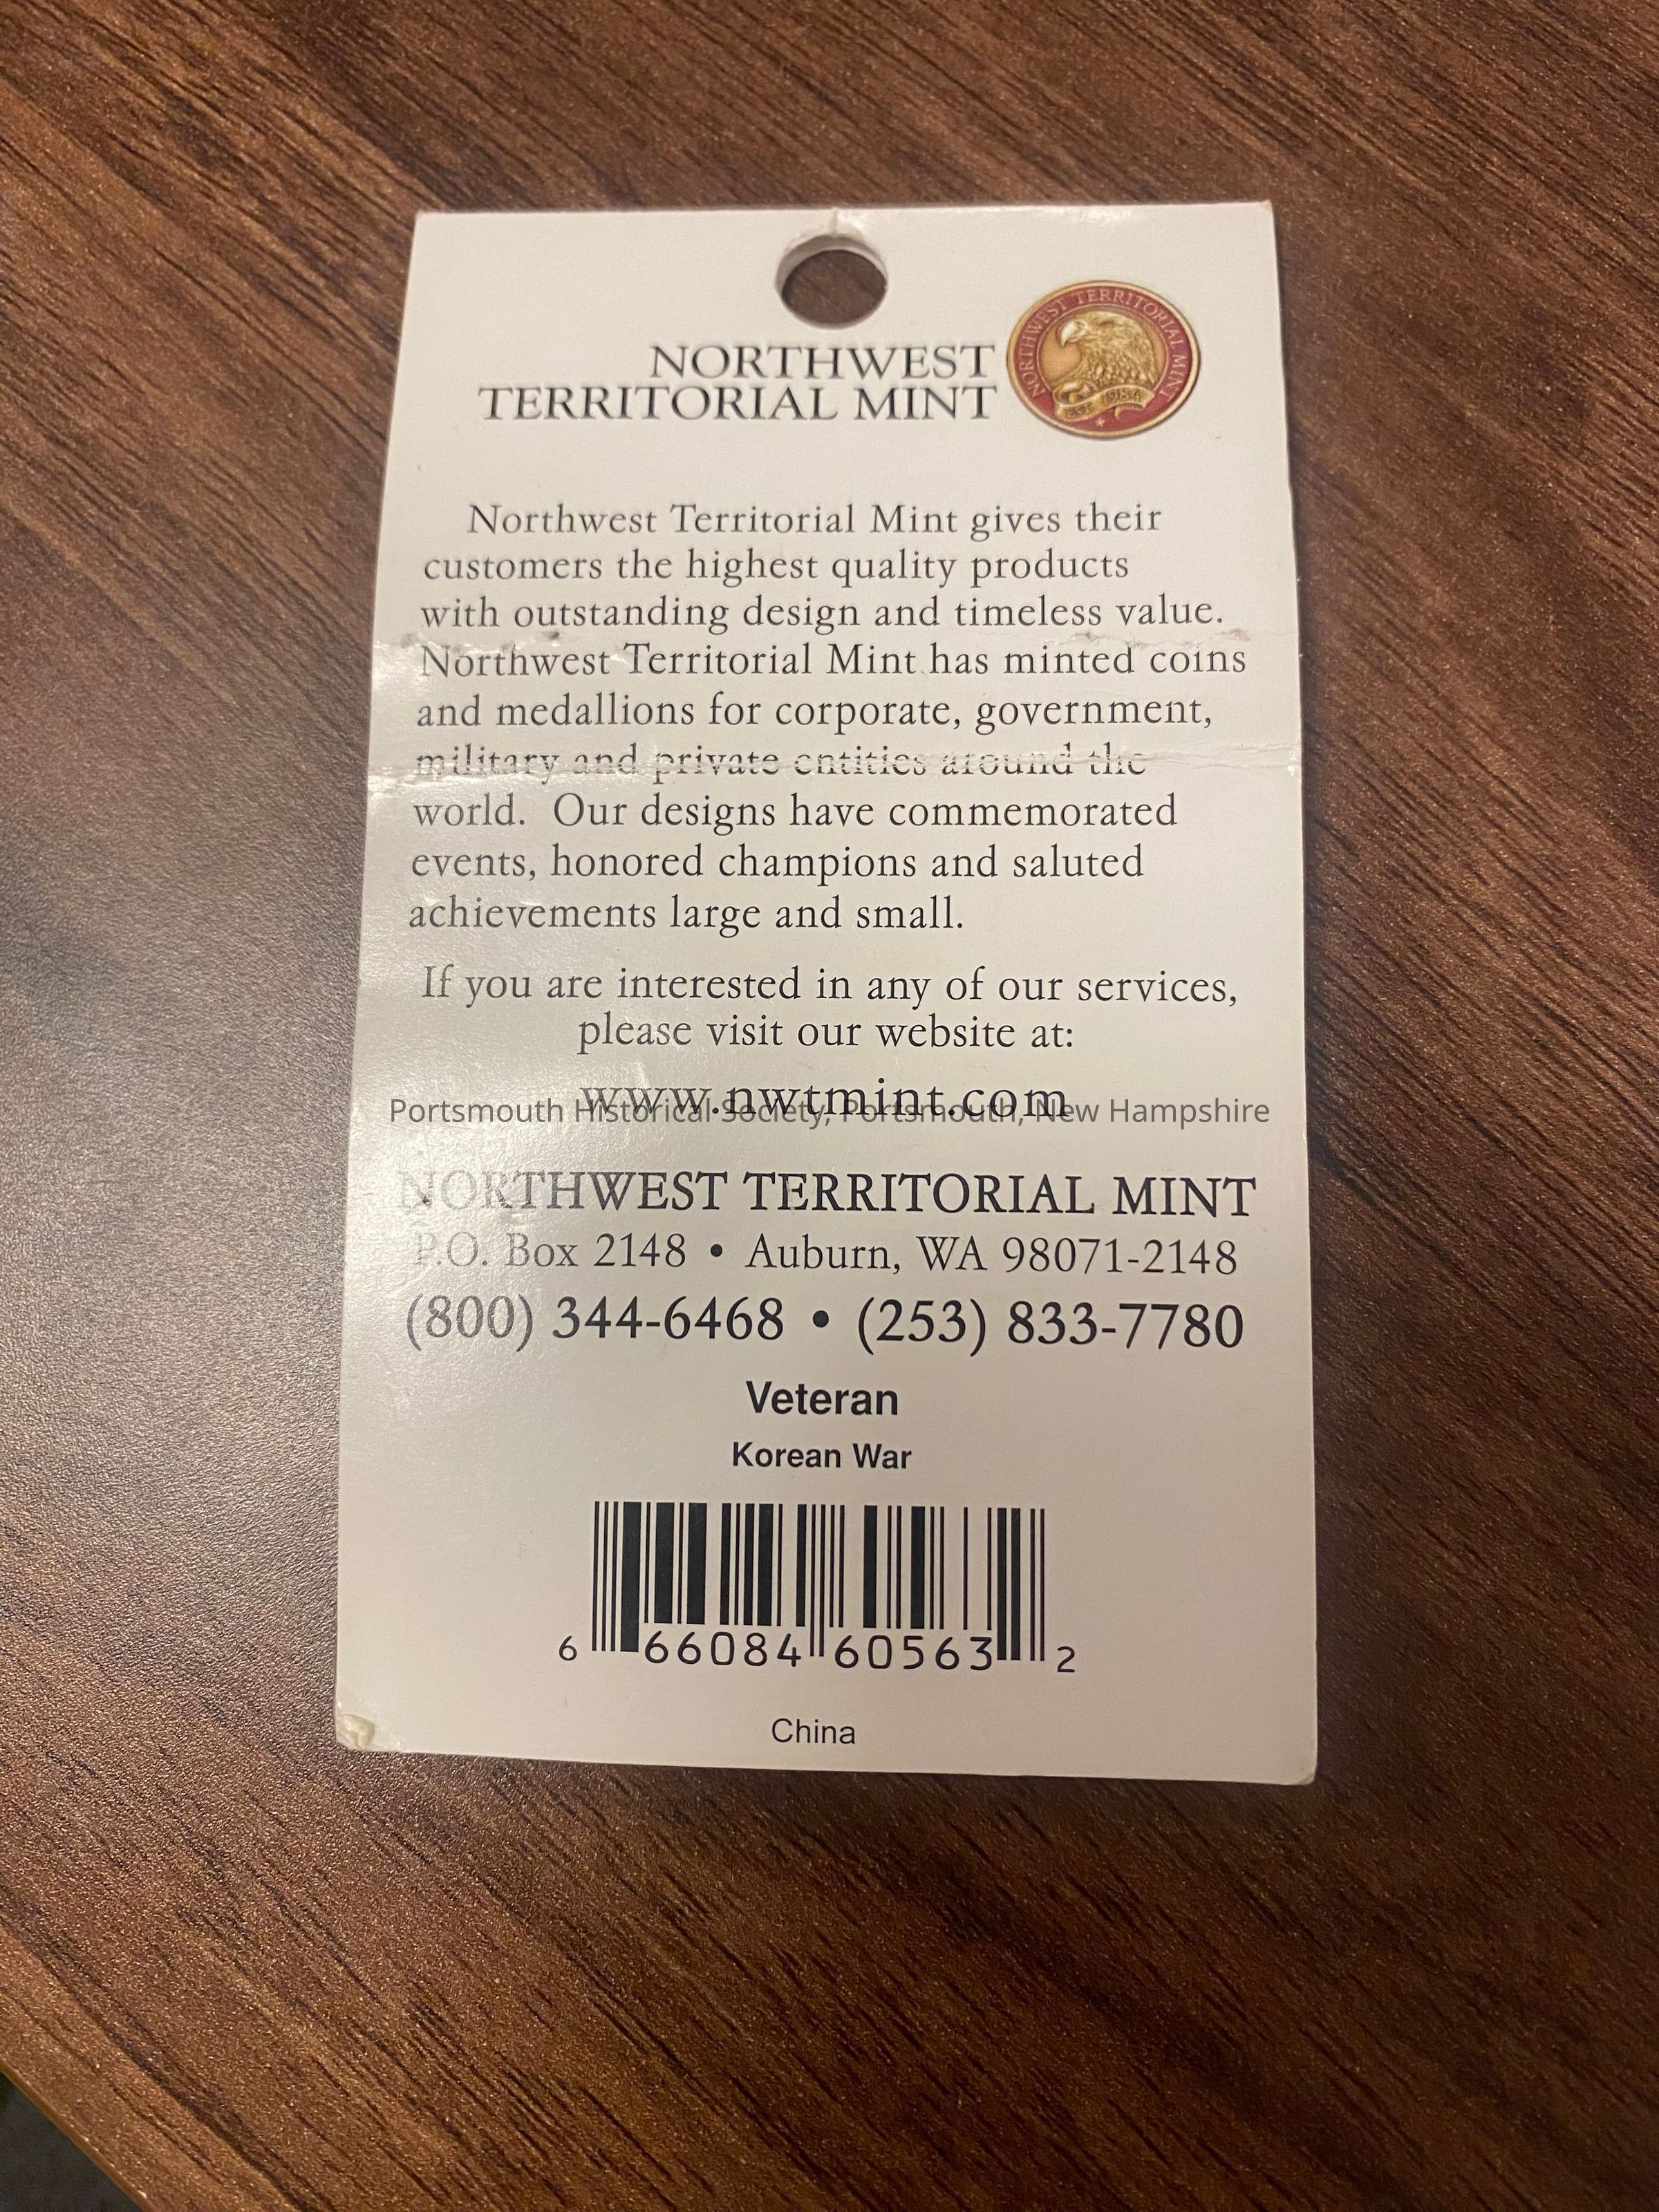 NORTHWEST
TERRITORIAL MINT
NORTHWEST TERRITORIAL MINT
EST. 1984
Northwest Territorial Mint gives their
customers the highest quality products
with outstanding design and timeless value.
Northwest Territorial Mint has minted coins
and medallions for corporate, government,
military and private entities around the
world. Our designs have commemorated
events, honored champions and saluted
achievements large and small.
If you are interested in any of our services,
please visit our website at:
www.nwtmint.com
Portsmouth Historical Society, Portsmouth, New Hampshire
NORTHWEST TERRITORIAL MINT
P.O. Box 2148 • Auburn, WA 98071-2148
(800) 344-6468 • (253) 833-7780
Veteran
Korean War
6 66084 60563 2
China